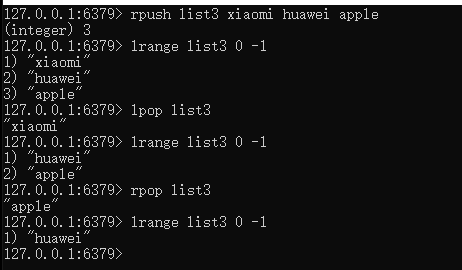 127.0.0.1:6379> rpush list3 xiaomi huawei apple
(integer) 3
127.0.0.1:6379> lrange list3 0 -1
1) "xiaomi"
2) "huawei"
3) "apple"
127.0.0.1:6379> lpop list3
"xiaomi"
127.0.0.1:6379> lrange list3 0 -1
1) "huawei"
2) "apple"
127.0.0.1:6379> rpop list3
"apple"
127.0.0.1:6379> lrange list3 0 -1
1) "huawei"
127.0.0.1:6379>